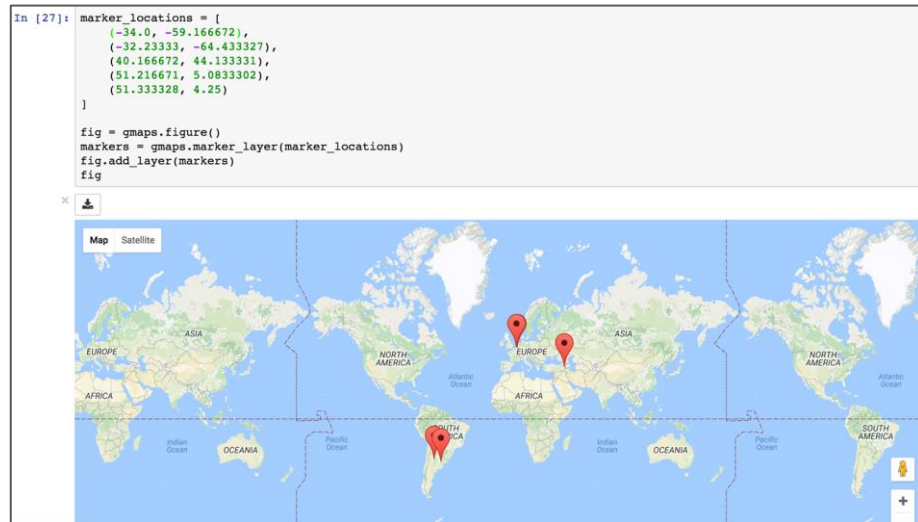 In [27]: marker_locations = [
(-34.0, -59.166672),
(-32.23333, -64.433327),
(40.166672, 44.133331),
(51.216671, 5.0833302),
(51.333328, 4.25)
]
fig = gmaps.figure()
markers = gmaps.marker_layer(marker_locations)
fig.add_layer(markers)
fig
×
Map Satellite
ASIA
EUROPE
AFRICA
Indian
Ocean
OCEANIA
Pacific
Ocean
NORTH
AMERICA
Atlantic
Ocean
SOUTH
AMERICA
EUROPE
ASIA
AFRICA
Indian
Ocean
OCEANIA
Pacific
Ocean
NORTH
AMERICA
Atlantic
Ocean
SOUTH
AMERICA
+